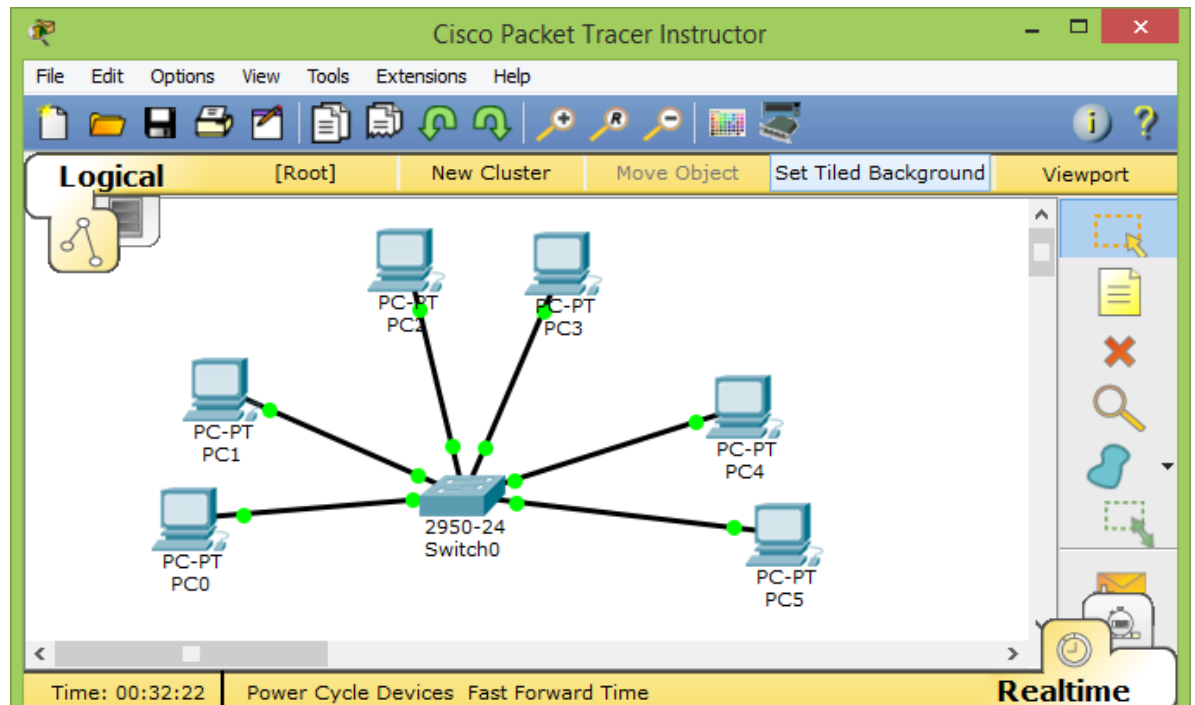 Cisco Packet Tracer Instructor
File Edit Options View Tools Extensions Help
R
i ?
Logical [Root] New Cluster Move Object Set Tiled Background Viewport
PC-PT
PC2
PC-PT
PC3
PC-PT
PC1
PC-PT
PC4
PC-PT
PC0
2950-24
Switch0
PC-PT
PC5
Time: 00:32:22 Power Cycle Devices Fast Forward Time Realtime